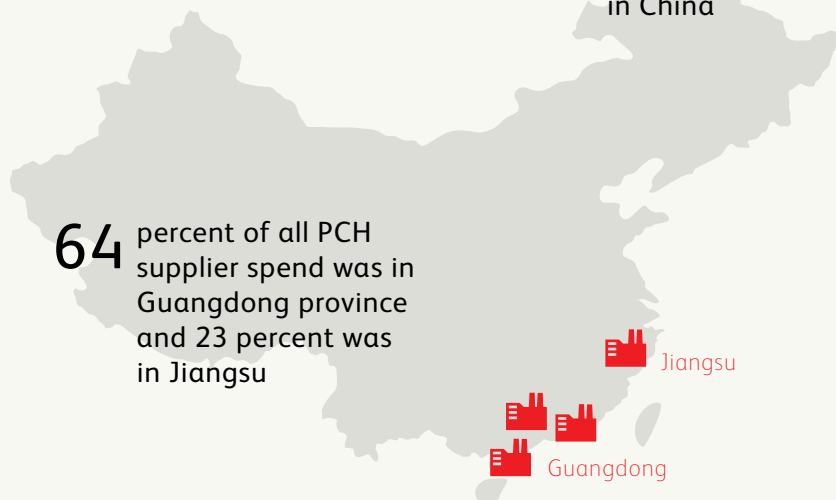 in China
64 percent of all PCH
supplier spend was in
Guangdong province
and 23 percent was
in Jiangsu
Jiangsu
Guangdong